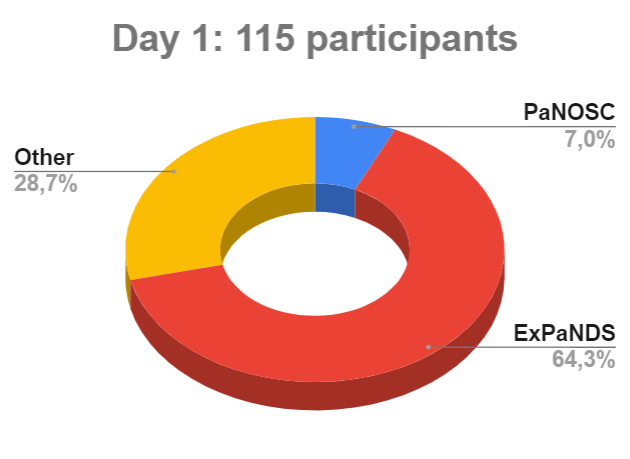 Day 1: 115 participants
PaNOSC
7,0%
Other
28,7%
ExPaNDS
64,3%